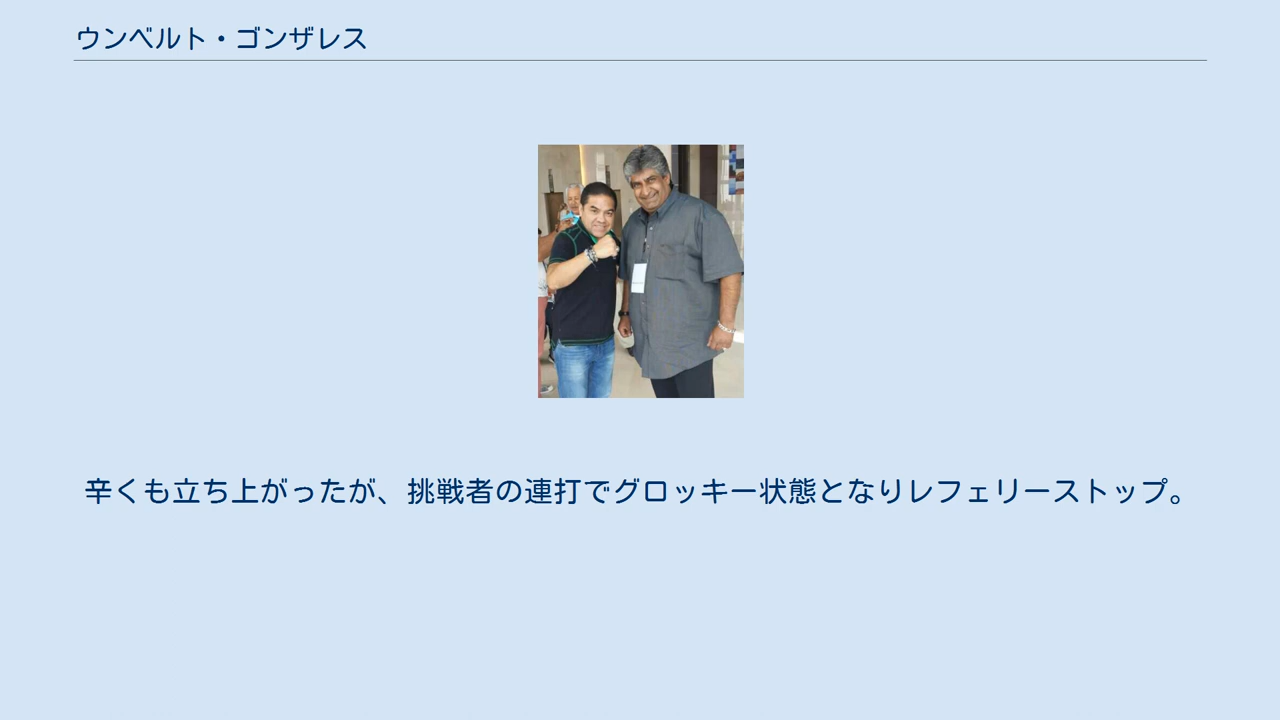 ウンベルト・ゴンザレス
辛くも立ち上がったが、挑戦者の連打でグロッキー状態となりレフェリーストップ。